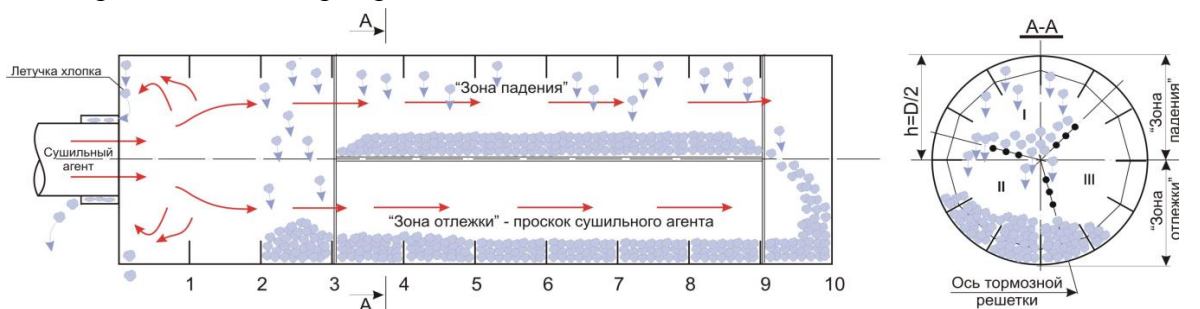 А
А-А
Летучка хлопка
“Зона падения”
Сушильный
агент
h=D/2
“Зона
падения”
I
II
III
“Зона отлежки” - проскок сушильного агента
“Зона
отлежки”
1 2 3 4 5 6 7 8 9 10
А
Ось тормозной
решетки